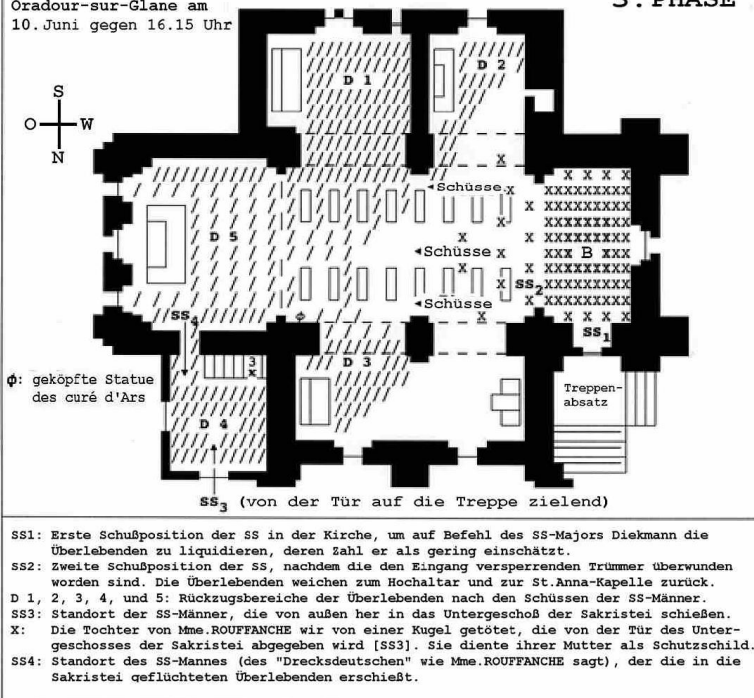 Oradour-sur-Glane am
10.Juni gegen 16.15 Uhr
3.PHASE
S
O W
N
D 1
D 2
Schüsse
D 5
Schüsse
B
SS2
Schüsse
SS4
SS1
ϕ
ϕ: geköpfte Statue
des curé d'Ars
3
x
D 3
Treppen-
absatz
D 4
SS3 (von der Tür auf die Treppe zielend)
SS1: Erste Schußposition der SS in der Kirche, um auf Befehl des SS-Majors Diekmann die
Überlebenden zu liquidieren, deren Zahl er als gering einschätzt.
SS2: Zweite Schußposition der SS, nachdem die den Eingang versperrenden Trümmer überwunden
worden sind. Die Überlebenden weichen zum Hochaltar und zur St.Anna-Kapelle zurück.
D 1, 2, 3, 4, und 5: Rückzugsbereiche der Überlebenden nach den Schüssen der SS-Männer.
SS3: Standort der SS-Männer, die von außen her in das Untergeschoß der Sakristei schießen.
X: Die Tochter von Mme.ROUFFANCHE wir von einer Kugel getötet, die von der Tür des Unter-
geschosses der Sakristei abgegeben wird [SS3]. Sie diente ihrer Mutter als Schutzschild.
SS4: Standort des SS-Mannes (des "Drecksdeutschen" wie Mme.ROUFFANCHE sagt), der die in die
Sakristei geflüchteten Überlebenden erschießt.